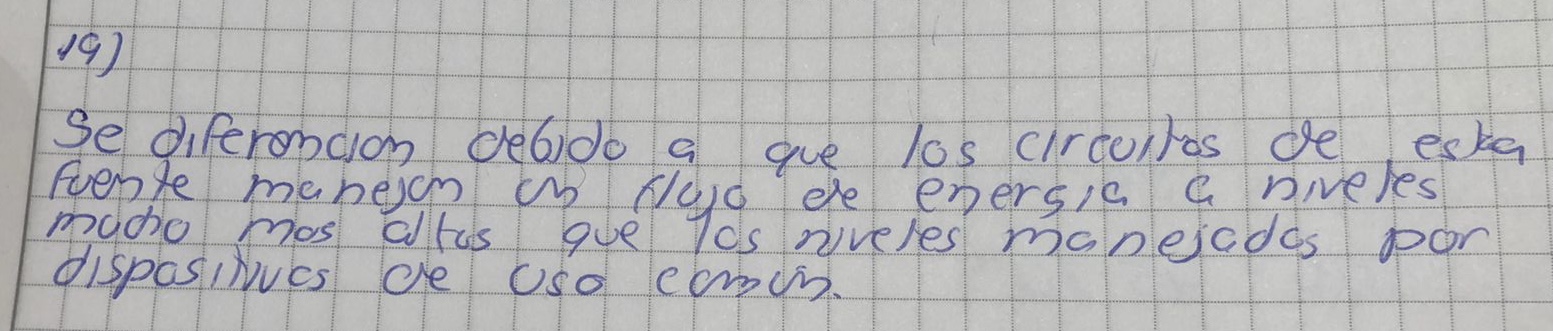 19)
Se diferencian debido a que los circuitos de esta
fuente manejan un flujo de energia a niveles
mucho mas altos que los niveles manejados por
dispositivos de uso comun.